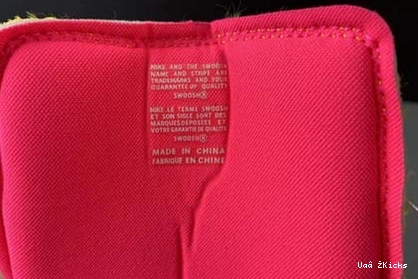 NIKE AND THE SWOOSH
NAME AND STRIPE ARE
TRADEMARKS AND YOUR
GUARANTEE OF QUALITY
SWOOSH®
NIKE.LE TERME SWOOSH
ET SON SIGLE SONT DES
MARQUES DEPOSEES ET
VOTRE GARANTIE DE QUALITE
SWOOSH®
MADE IN CHINA
FABRIQUE EN CHINE
Uaâ ŽKicks